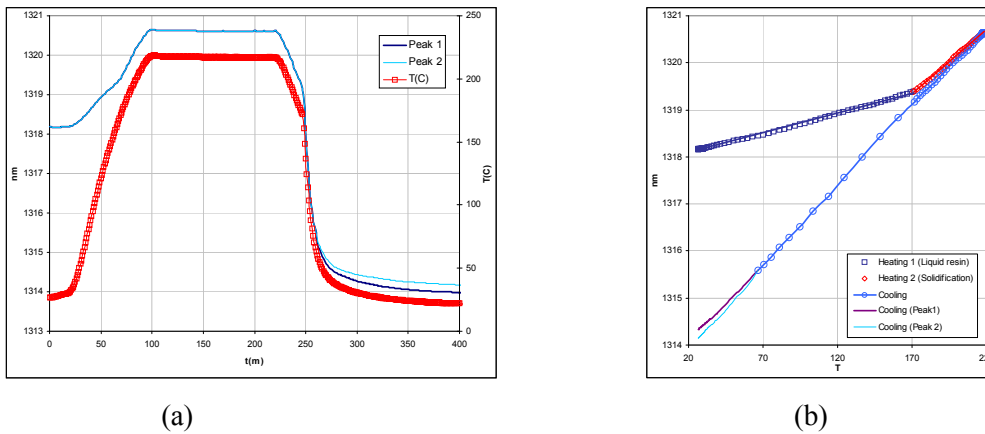 1321
1320
1319
1318
1317
1316
1315
1314
1313
nm
250
200
150
100
50
0
T(C)
Peak 1
Peak 2
T(C)
0 50 100 150 200 250 300 350 400
t(m)
(a)
1321
1320
1319
1318
1317
1316
1315
1314
nm
Heating 1 (Liquid resin)
Heating 2 (Solidification)
Cooling
Cooling (Peak1)
Cooling (Peak 2)
20 70 120 170
T
(b)